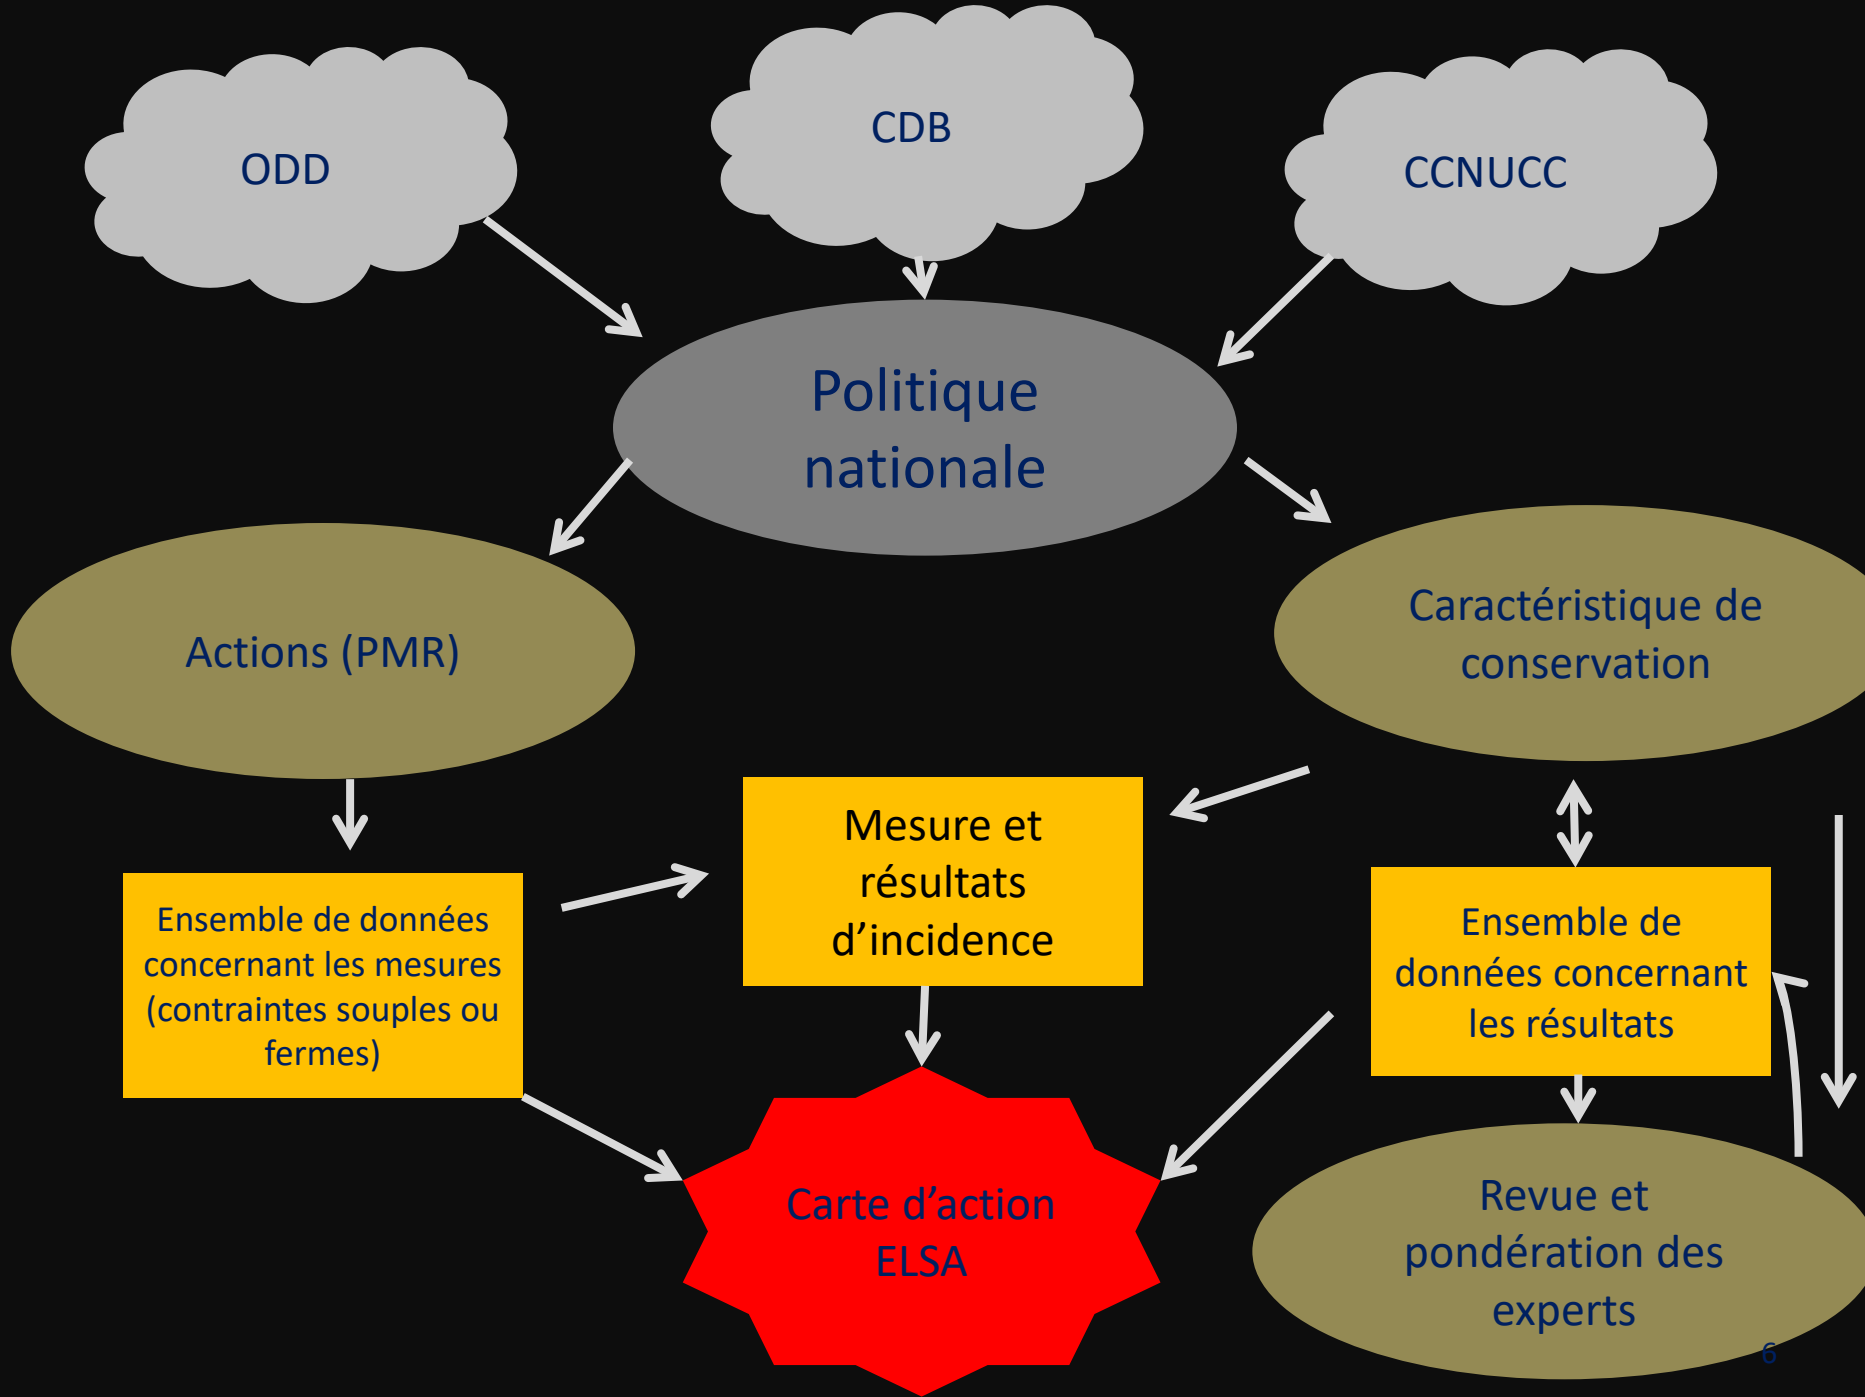 ODD
CDB
CCNUCC
Politique
nationale
Actions (PMR)
Caractéristique de
conservation
Mesure et
résultats
d’incidence
Ensemble de données
concernant les mesures
(contraintes souples ou
fermes)
Ensemble de
données concernant
les résultats
Carte d’action
ELSA
Revue et
pondération des
experts
6